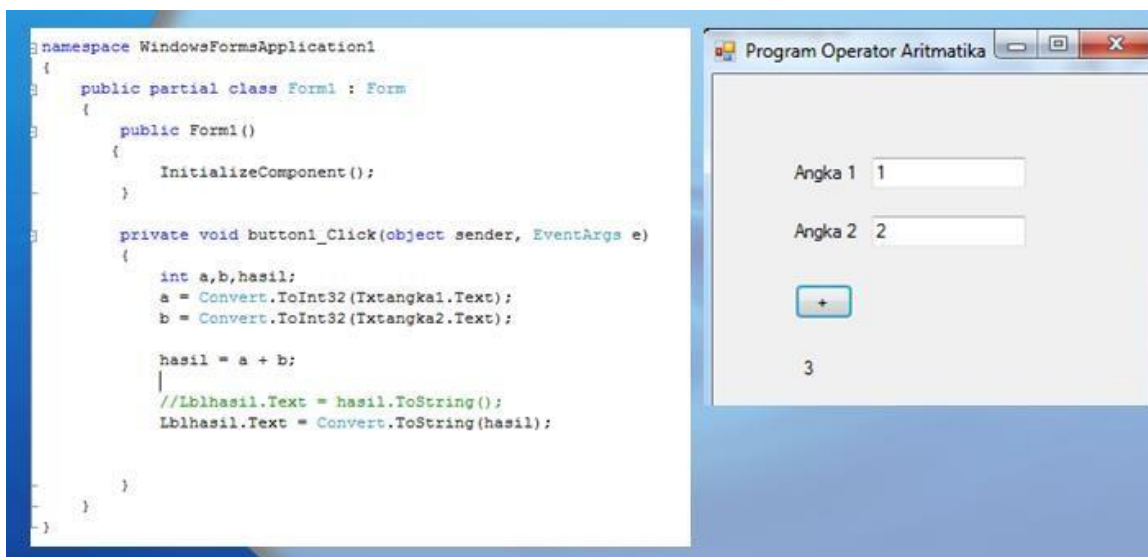 namespace WindowsFormsApplication1
{
public partial class Form1 : Form
{
public Form1()
{
InitializeComponent();
}
private void button1_Click(object sender, EventArgs e)
{
int a,b,hasil;
a = Convert.ToInt32(Txtangka1.Text);
b = Convert.ToInt32(Txtangka2.Text);
hasil = a + b;
//Lblhasil.Text = hasil.ToString();
Lblhasil.Text = Convert.ToString(hasil);
}
}
}
Program Operator Aritmatika
Angka 1 1
Angka 2 2
+
3